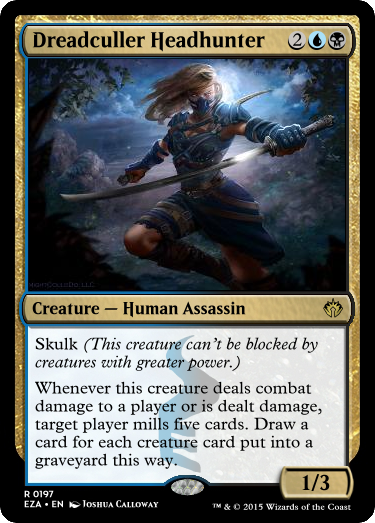 Dreadculler Headhunter 2
Creature — Human Assassin
Skulk (This creature can't be blocked by
creatures with greater power.)
Whenever this creature deals combat
damage to a player or is dealt damage,
target player mills five cards. Draw a
card for each creature card put into a
graveyard this way.
1/3
R 0197
EZA • EN Joshua Calloway
™ & © 2015 Wizards of the Coast